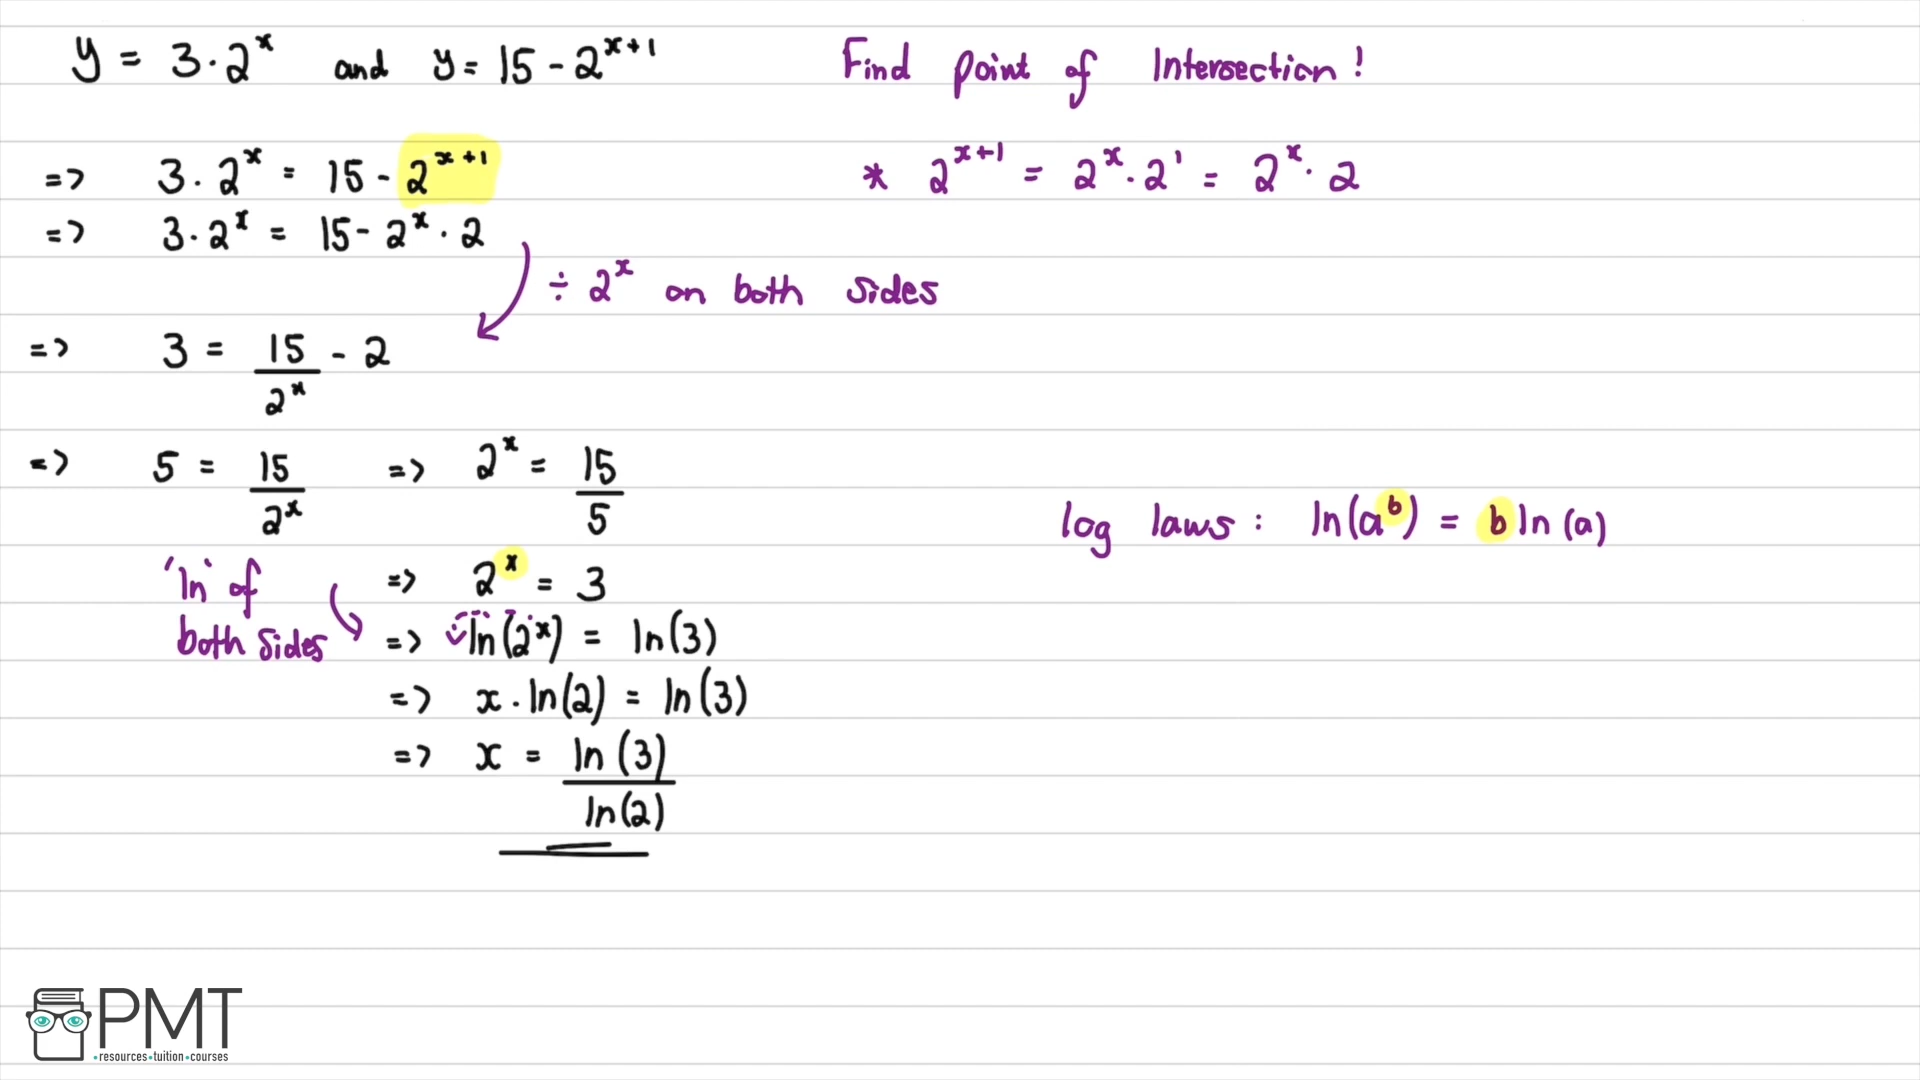 y = 3·2^x and y = 15 - 2^(x+1) Find point of Intersection!
=> 3·2^x = 15 - 2^(x+1) * 2^(x+1) = 2^x · 2^1 = 2^x · 2
=> 3·2^x = 15 - 2^x · 2
÷ 2^x on both sides
=> 3 = 15/2^x - 2
=> 5 = 15/2^x => 2^x = 15/5
log laws: ln(a^b) = b ln(a)
'ln' of both sides
=> 2^x = 3
=> ln(2^x) = ln(3)
=> x·ln(2) = ln(3)
=> x = ln(3)/ln(2)
PMT
•resources•tuition•courses